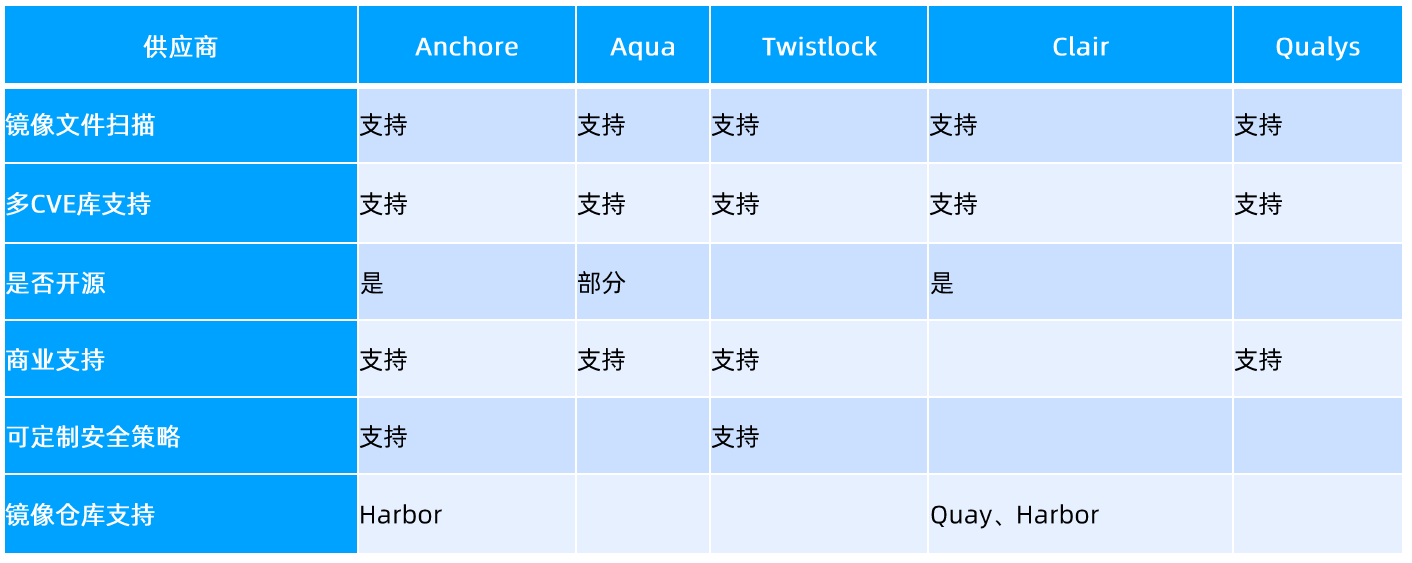 供应商 Anchore Aqua Twistlock Clair Qualys
镜像文件扫描 支持 支持 支持 支持 支持
多CVE库支持 支持 支持 支持 支持 支持
是否开源 是 部分 是
商业支持 支持 支持 支持 支持
可定制安全策略 支持 支持
镜像仓库支持 Harbor Quay、Harbor